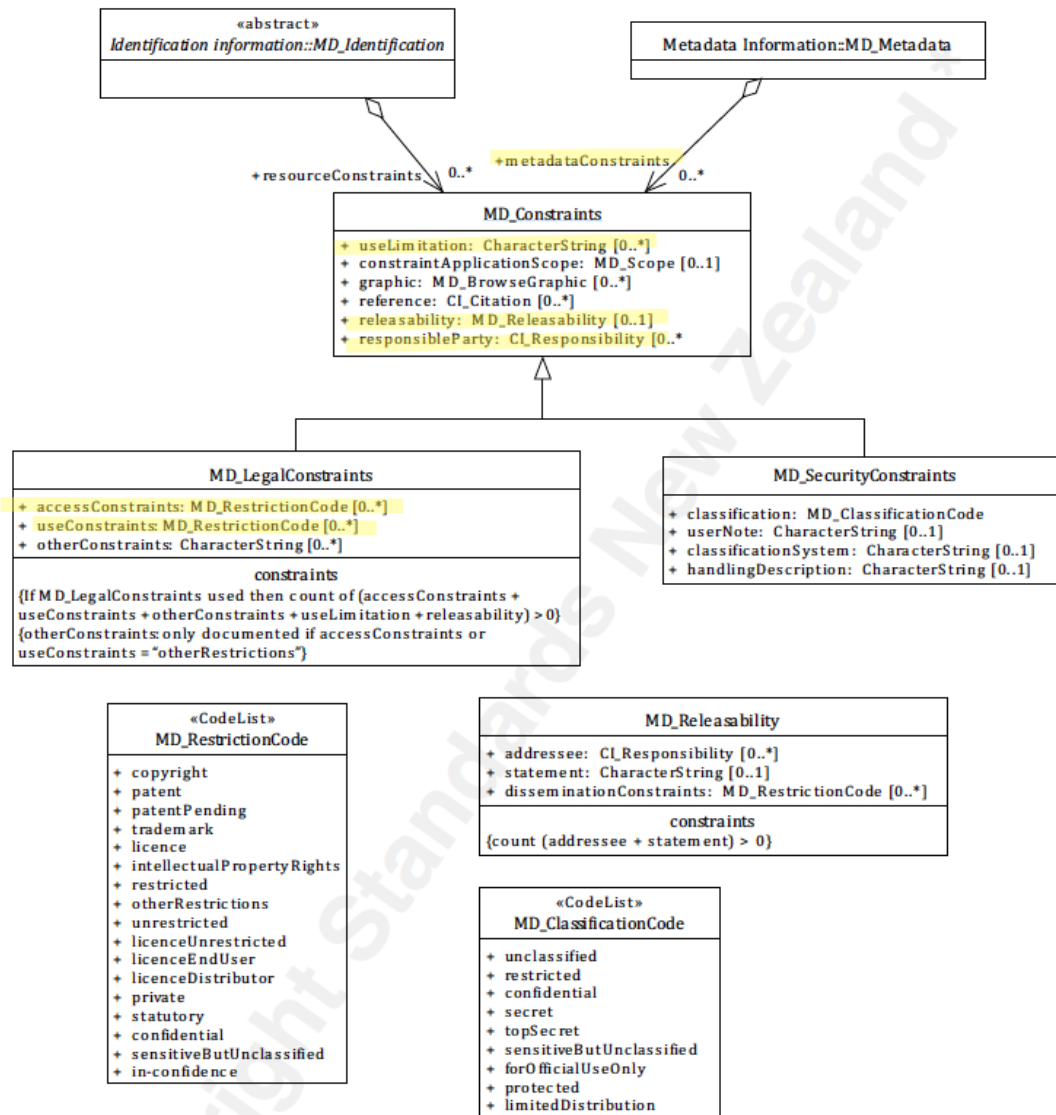 «abstract»
Identification information::MD_Identification
Metadata Information::MD_Metadata
+metadataConstraints
+resourceConstraints
0..*
0..*
MD_Constraints
+ useLimitation: CharacterString [0..*]
+ constraintApplicationScope: MD_Scope [0..1]
+ graphic: MD_BrowseGraphic [0..*]
+ reference: CI_Citation [0..*]
+ releasability: MD_Releasability [0..1]
+ responsibleParty: CI_Responsibility [0..*
MD_LegalConstraints
+ accessConstraints: MD_RestrictionCode [0..*]
+ useConstraints: MD_RestrictionCode [0..*]
+ otherConstraints: CharacterString [0..*]
constraints
{If MD_LegalConstraints used then count of (accessConstraints +
useConstraints + otherConstraints + useLimitation + releasability) > 0}
{otherConstraints: only documented if accessConstraints or
useConstraints = "otherRestrictions"}
MD_SecurityConstraints
+ classification: MD_ClassificationCode
+ userNote: CharacterString [0..1]
+ classificationSystem: CharacterString [0..1]
+ handlingDescription: CharacterString [0..1]
«CodeList»
MD_RestrictionCode
+ copyright
+ patent
+ patentPending
+ trademark
+ licence
+ intellectualPropertyRights
+ restricted
+ otherRestrictions
+ unrestricted
+ licenceUnrestricted
+ licenceEndUser
+ licenceDistributor
+ private
+ statutory
+ confidential
+ sensitiveButUnclassified
+ in-confidence
MD_Releasability
+ addressee: CI_Responsibility [0..*]
+ statement: CharacterString [0..1]
+ disseminationConstraints: MD_RestrictionCode [0..*]
constraints
{count (addressee + statement) > 0}
«CodeList»
MD_ClassificationCode
+ unclassified
+ restricted
+ confidential
+ secret
+ topSecret
+ sensitiveButUnclassified
+ forOfficialUseOnly
+ protected
+ limitedDistribution
right Standards New Zealand *